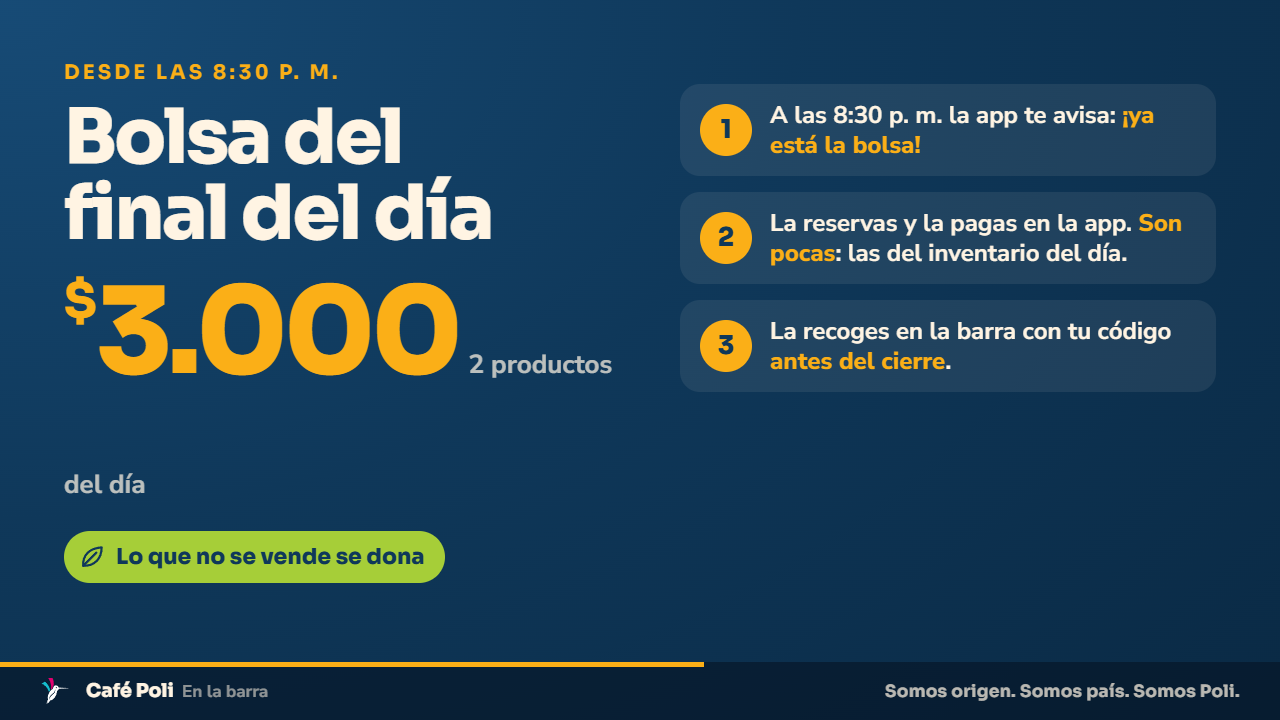 DESDE LAS 8:30 P. M.
Bolsa del
final del día
$3.000 2 productos
del día
Lo que no se vende se dona
1
A las 8:30 p. m. la app te avisa: ¡ya
está la bolsa!
2
La reservas y la pagas en la app. Son
pocas: las del inventario del día.
3
La recoges en la barra con tu código
antes del cierre.
Café Poli En la barra
Somos origen. Somos país. Somos Poli.